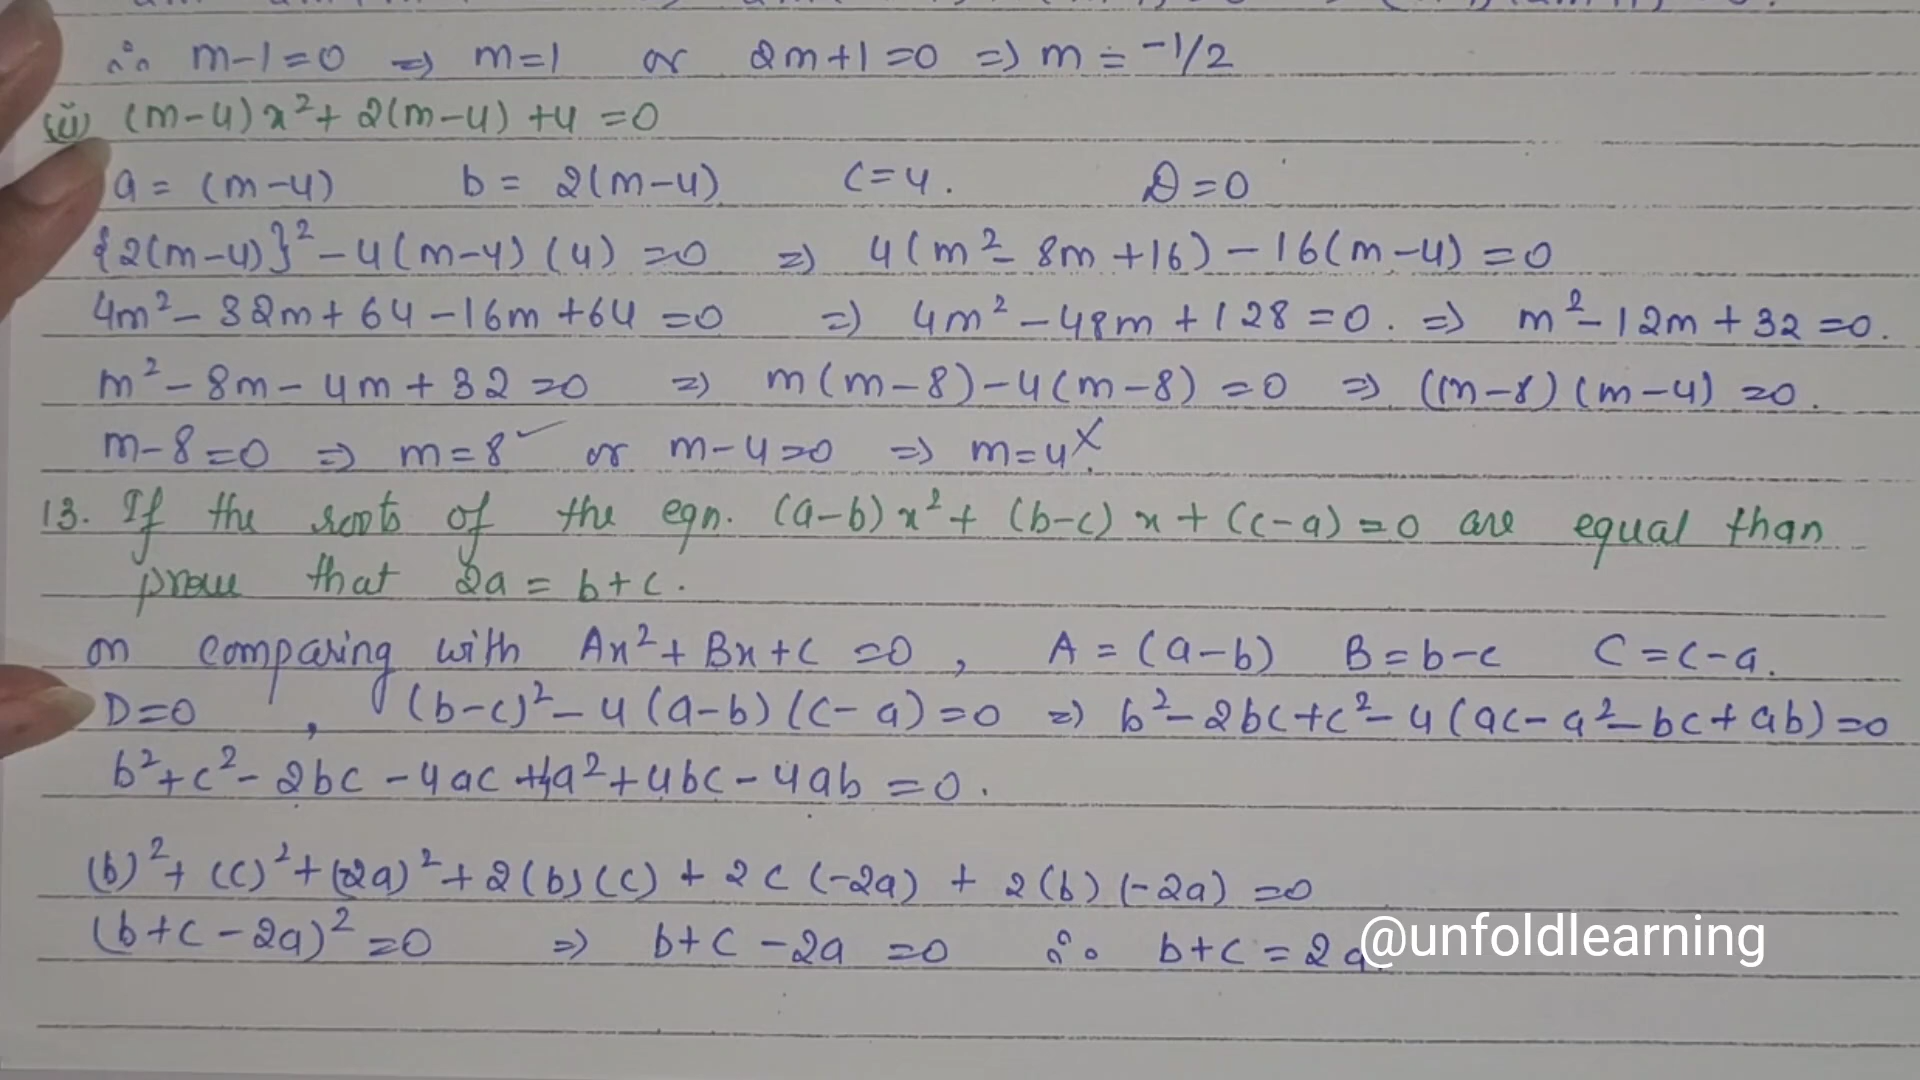 ∴ m-1=0 ⇒ m=1 or 2m+1=0 ⇒ m = -1/2
(ii) (m-4)x²+ 2(m-4) +4 =0
a = (m-4) b = 2(m-4) C=4. D=0
{2(m-4)}² - 4(m-4)(4) =0 ⇒ 4(m²- 8m+16) - 16(m-4) =0
4m²- 32m+64-16m+64 =0 ⇒ 4m²-48m+128=0. ⇒ m²-12m+32=0.
m²-8m-4m+32=0 ⇒ m(m-8)-4(m-8)=0 ⇒ (m-8)(m-4)=0.
m-8=0 ⇒ m=8 ✓ or m-4=0 ⇒ m=4 X.
13. If the roots of the eqn. (a-b)x²+ (b-c)x+(c-a)=0 are equal than
prove that 2a = b+c.
on comparing with Ax²+Bx+C=0, A=(a-b) B=b-c C=c-a.
D=0, (b-c)²-4(a-b)(c-a)=0 ⇒ b²-2bc+c²-4(ac-a²-bc+ab)=0
b²+c²-2bc-4ac+4a²+4bc-4ab=0.
(b)²+(c)²+(-2a)²+2(b)(c)+2c(-2a)+2(b)(-2a)=0
(b+c-2a)²=0 ⇒ b+c-2a=0 ∴ b+c=2a
@unfoldlearning